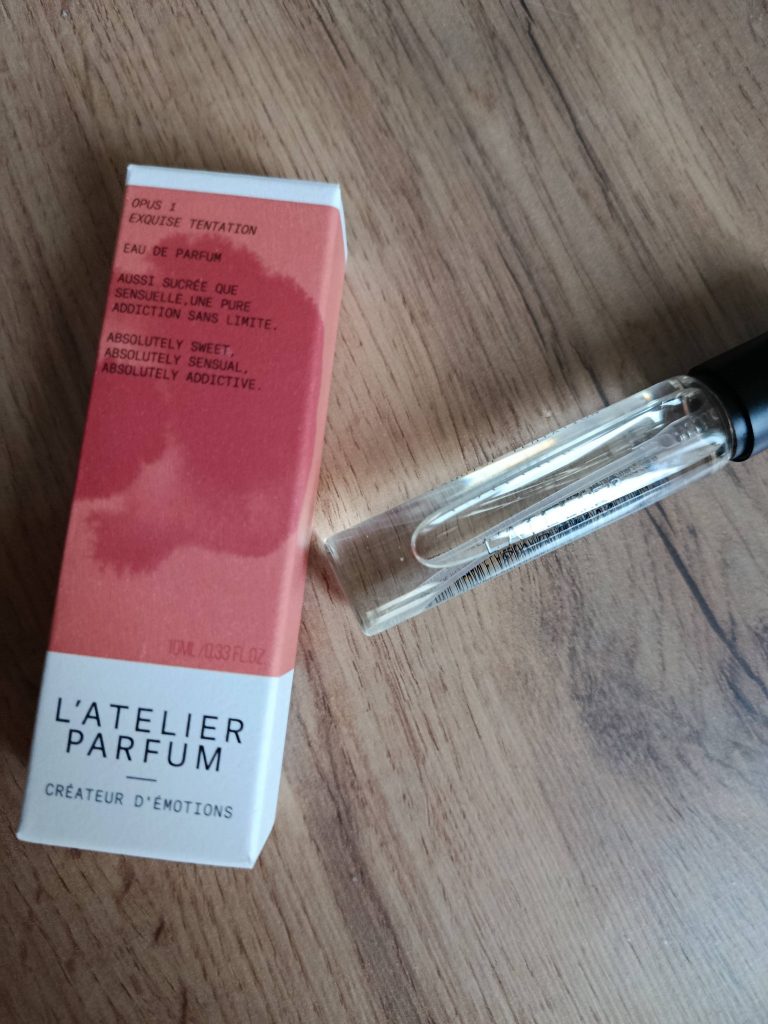 OPUS 1
EXQUISE TENTATION
EAU DE PARFUM
AUSSI SUCRÉE QUE
SENSUELLE,UNE PURE
ADDICTION SANS LIMITE.
ABSOLUTELY SWEET,
ABSOLUTELY SENSUAL,
ABSOLUTELY ADDICTIVE.
10ML/0,33 FL.OZ.
L'ATELIER
PARFUM
CRÉATEUR D'ÉMOTIONS